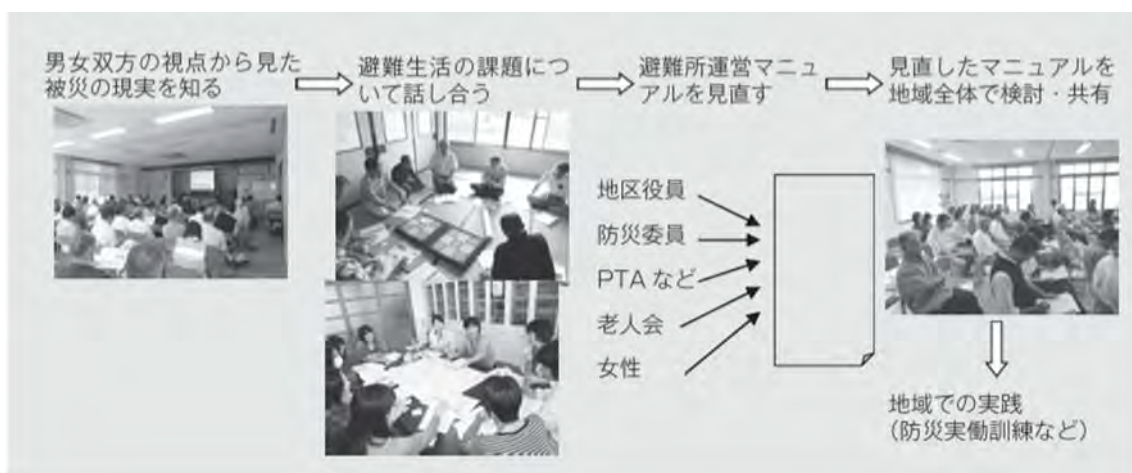 男女双方の視点から見た
被災の現実を知る
避難生活の課題につ
いて話し合う
避難所運営マニュ
アルを見直す
見直したマニュアルを
地域全体で検討・共有
地区役員
防災委員
PTA など
老人会
女性
地域での実践
（防災実働訓練など）